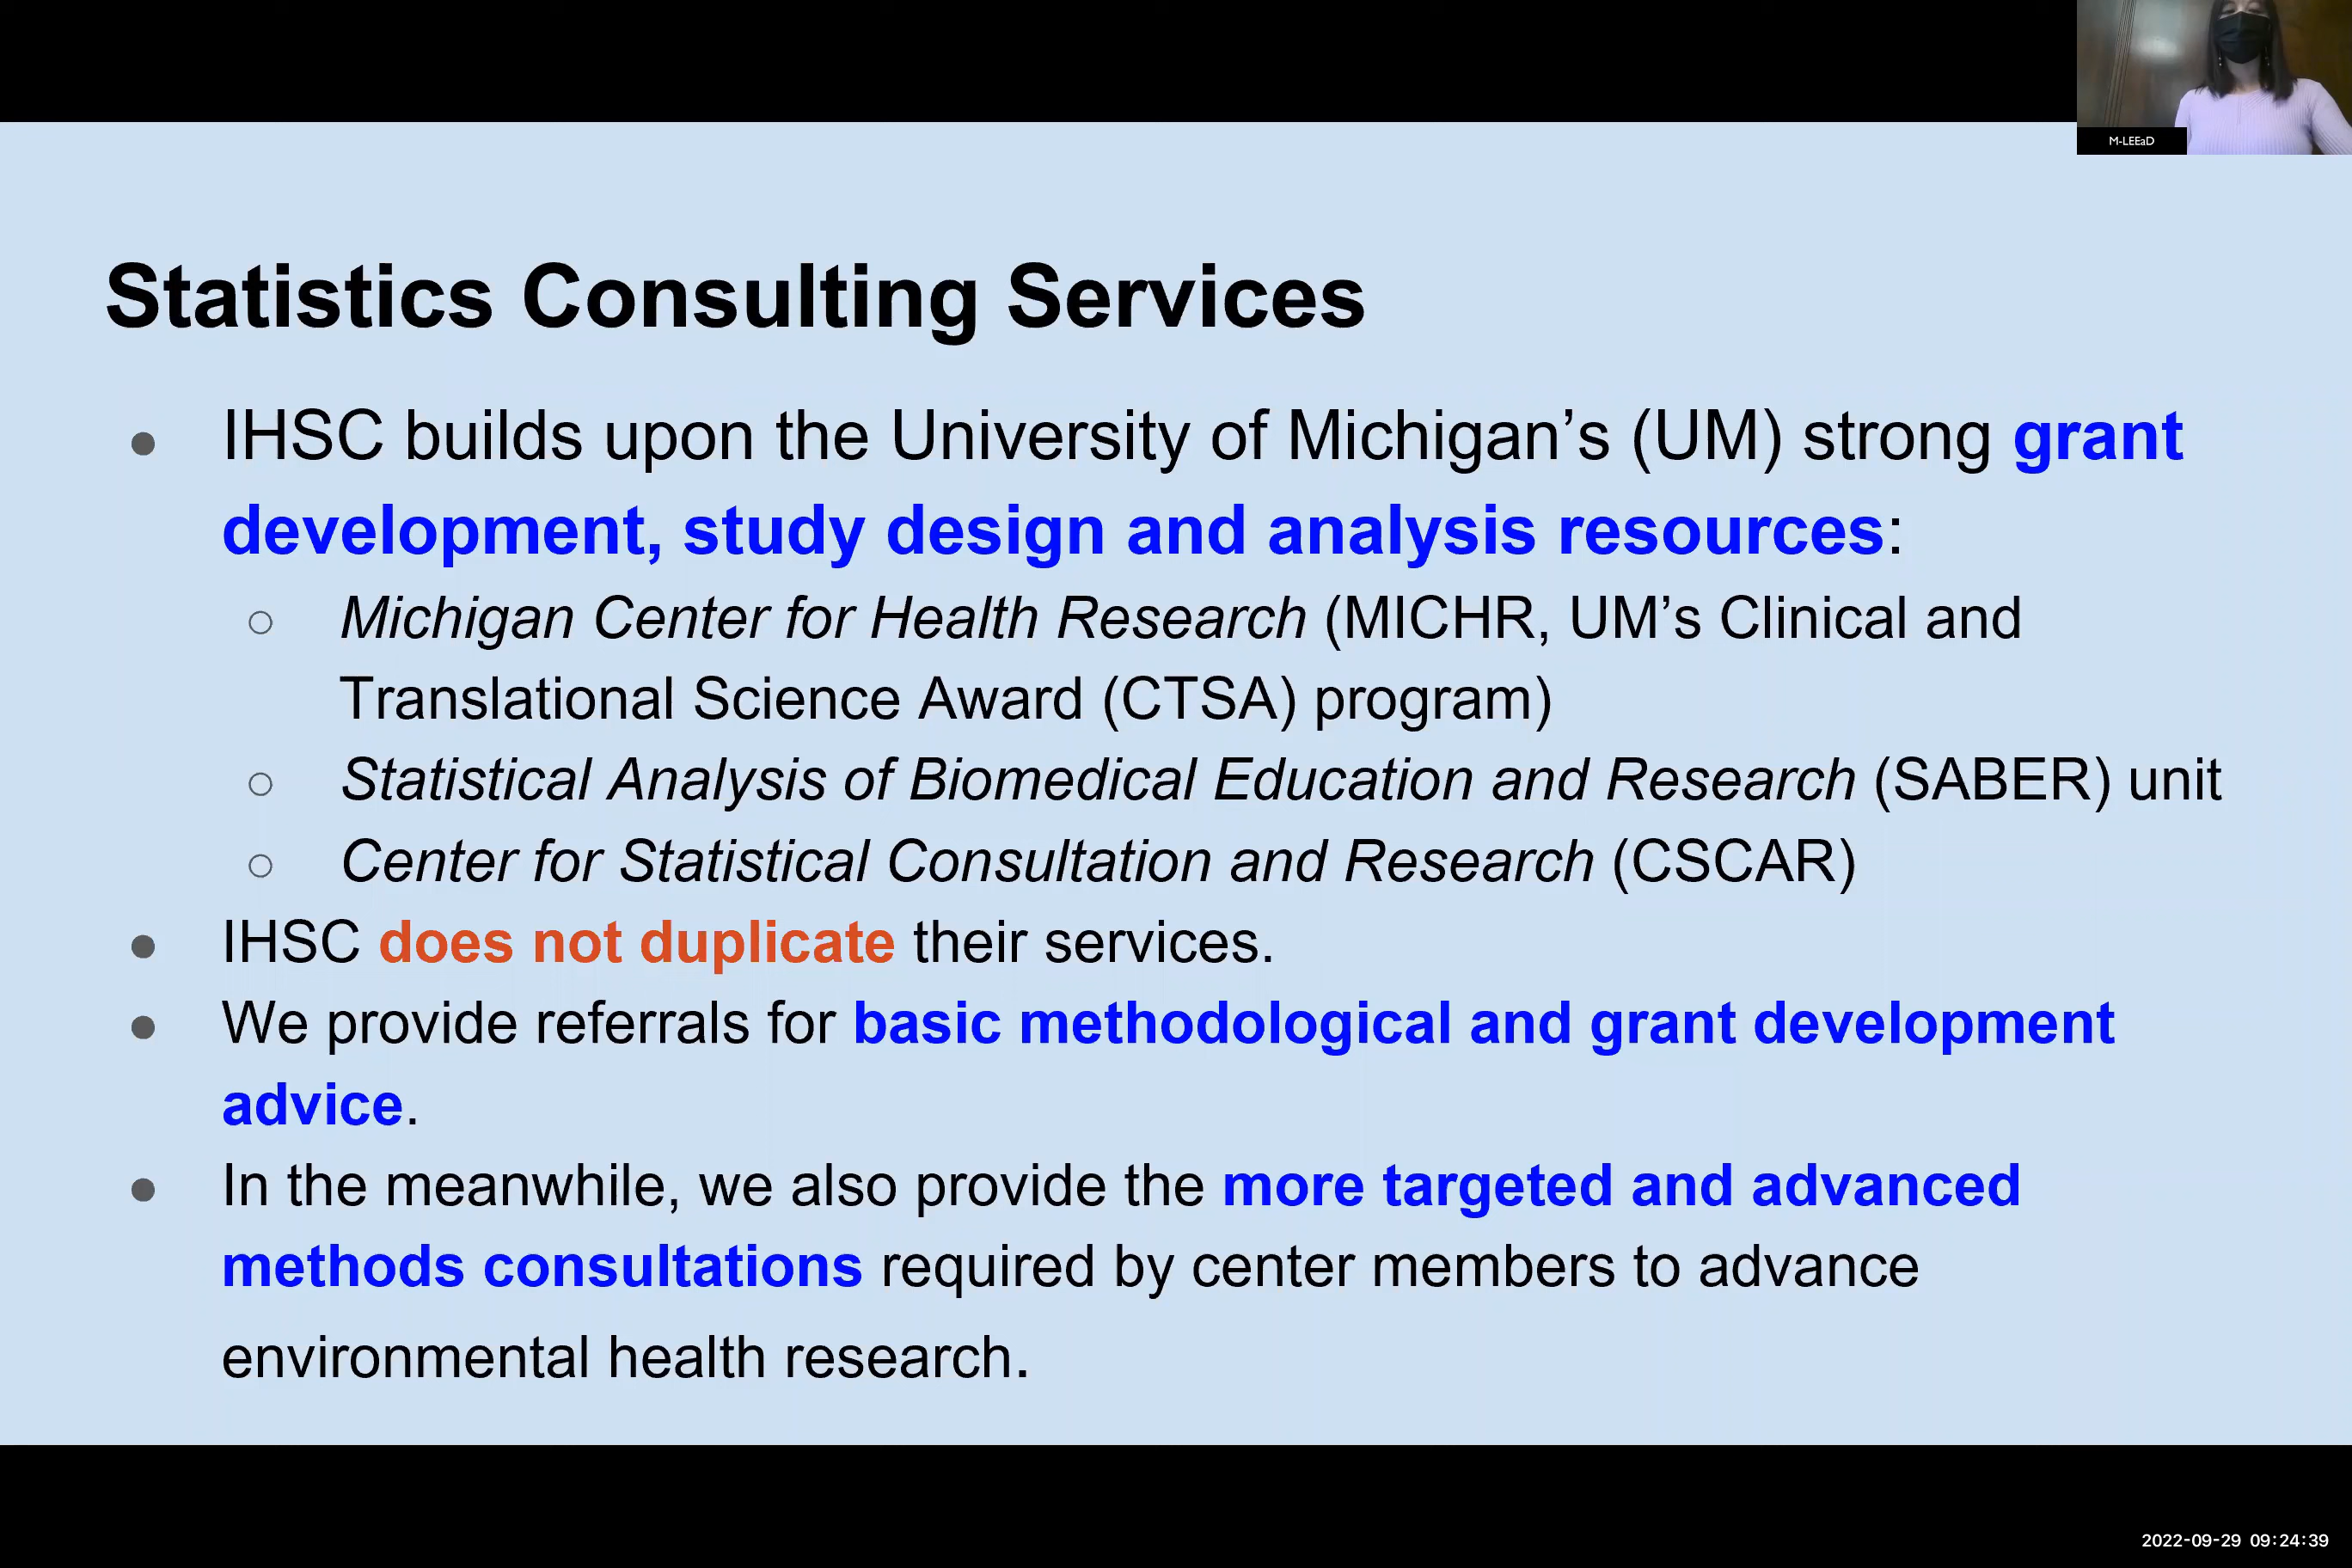 M-LEEaD
Statistics Consulting Services
● IHSC builds upon the University of Michigan’s (UM) strong grant
development, study design and analysis resources:
○ Michigan Center for Health Research (MICHR, UM’s Clinical and
Translational Science Award (CTSA) program)
○ Statistical Analysis of Biomedical Education and Research (SABER) unit
○ Center for Statistical Consultation and Research (CSCAR)
● IHSC does not duplicate their services.
● We provide referrals for basic methodological and grant development
advice.
● In the meanwhile, we also provide the more targeted and advanced
methods consultations required by center members to advance
environmental health research.
2022-09-29 09:24:39